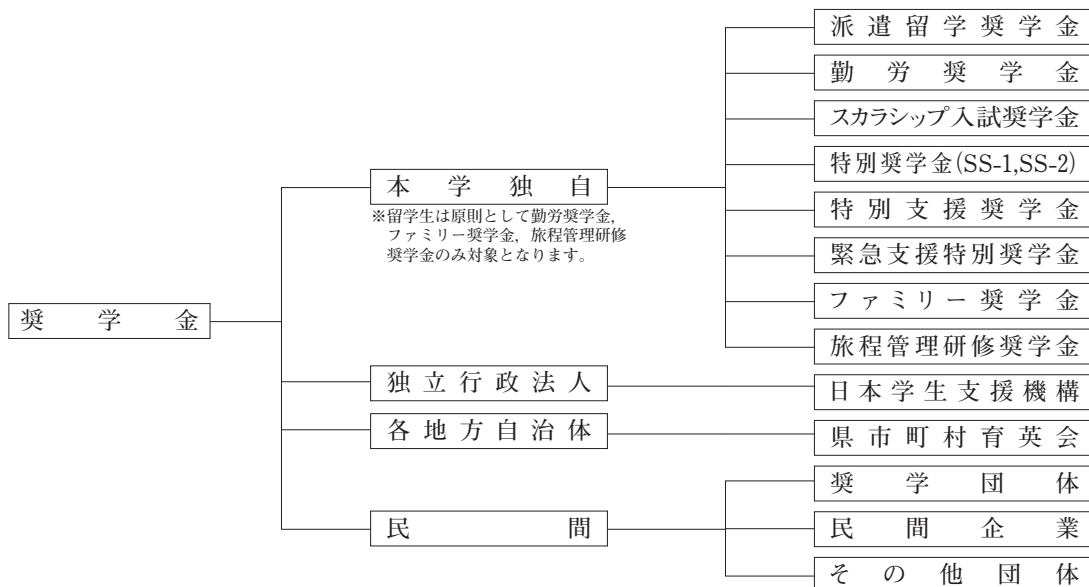 奨学金
本学独自
※留学生は原則として勤労奨学金,
ファミリー奨学金, 旅程管理研修
奨学金のみ対象となります。
派遣留学奨学金
勤労奨学金
スカラシップ入試奨学金
特別奨学金(SS-1,SS-2)
特別支援奨学金
緊急支援特別奨学金
ファミリー奨学金
旅程管理研修奨学金
独立行政法人
日本学生支援機構
各地方自治体
県市町村育英会
民間
奨学団体
民間企業
その他団体